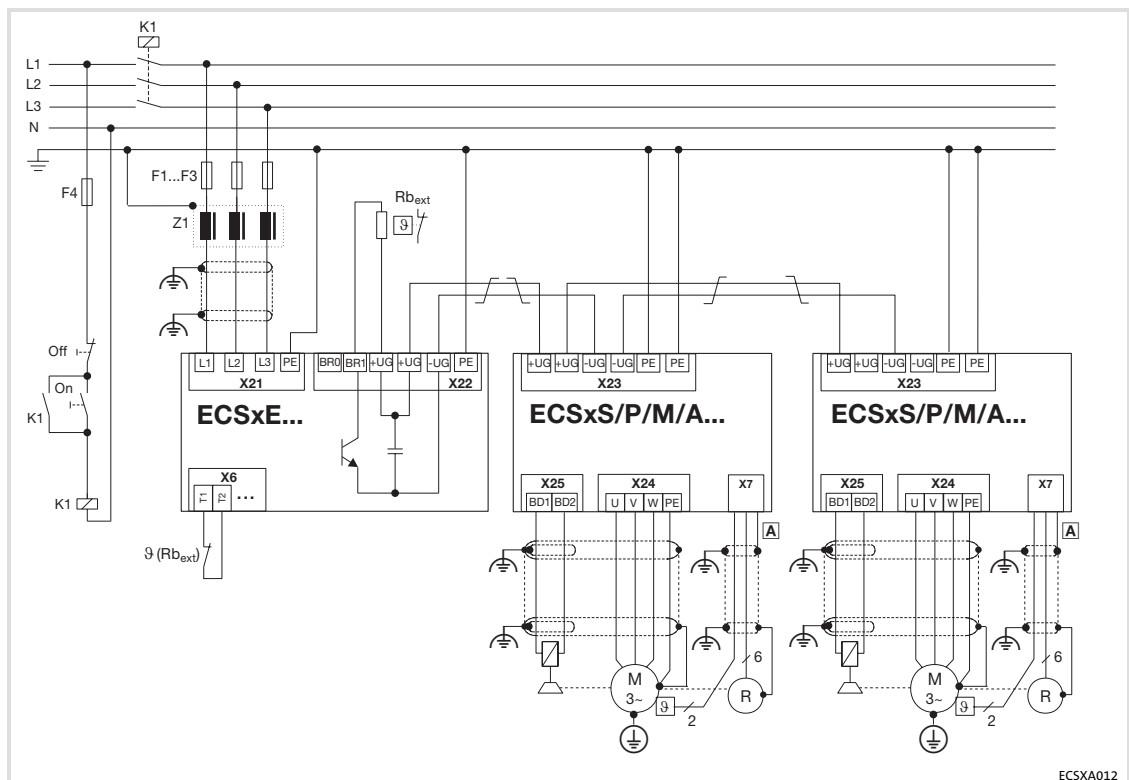 K1
L1
L2
L3
N
F4
F1...F3
Z1
Rbext
ϑ
Off
On
K1
K1
L1 L2 L3 PE
X21
BR0 BR1 +UG +UG -UG PE
X22
ECSxE...
X6
T1 T2 ...
ϑ (Rbext)
+UG +UG -UG -UG PE PE
X23
ECSxS/P/M/A...
X25
BD1 BD2
X24
U V W PE
X7
A
M
3~
ϑ
2
6
R
+UG +UG -UG -UG PE PE
X23
ECSxS/P/M/A...
X25
BD1 BD2
X24
U V W PE
X7
A
M
3~
ϑ
2
6
R
ECSXA012